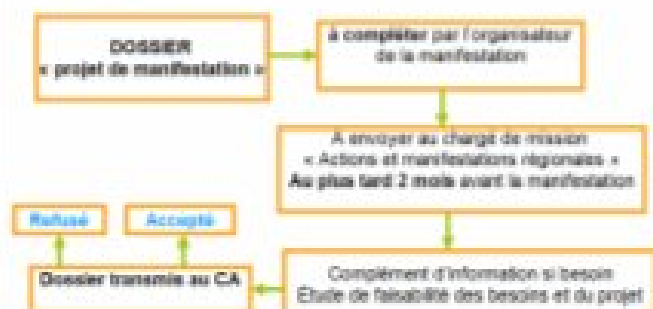 DOSSIER
« projet de manifestation »
à compléter par l'organisateur
de la manifestation
A envoyer au chargé de mission
« Actions et manifestations régionales »
Au plus tard 2 mois avant la manifestation
Refusé
Accepté
Dossier transmis au CA
Complément d'information si besoin
Etude de faisabilité des besoins et du projet